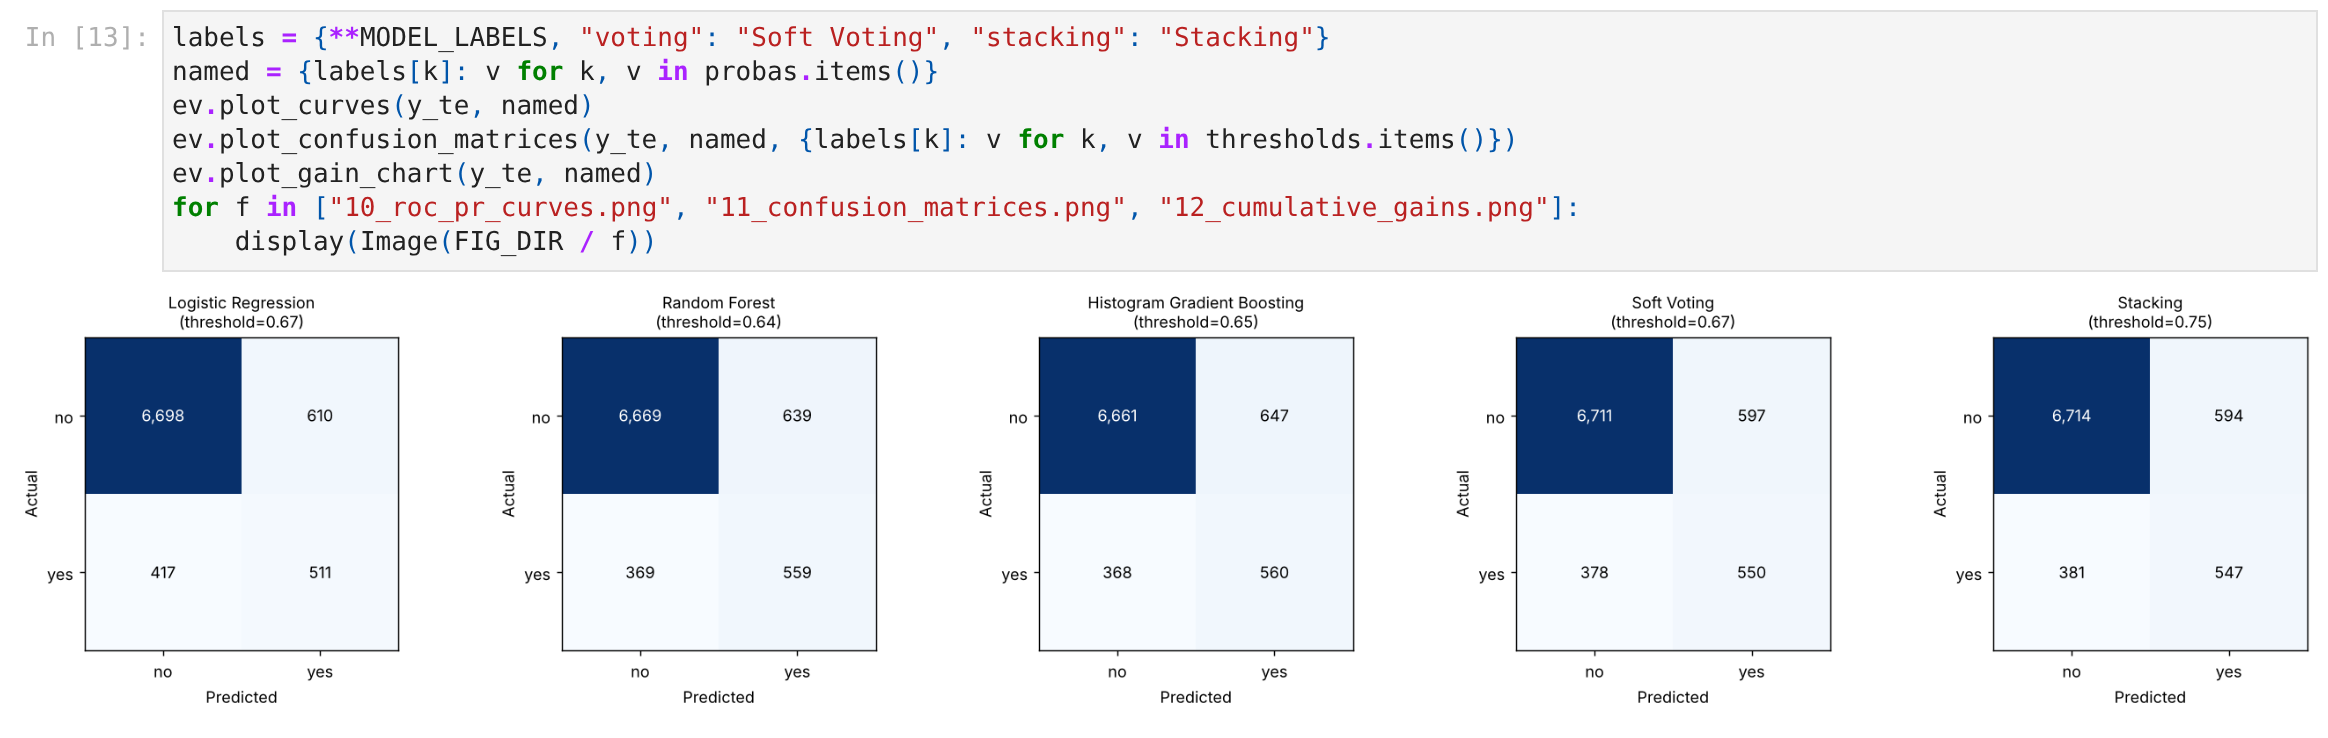 In [13]:
labels = {**MODEL_LABELS, "voting": "Soft Voting", "stacking": "Stacking"}
named = {labels[k]: v for k, v in probas.items()}
ev.plot_curves(y_te, named)
ev.plot_confusion_matrices(y_te, named, {labels[k]: v for k, v in thresholds.items()})
ev.plot_gain_chart(y_te, named)
for f in ["10_roc_pr_curves.png", "11_confusion_matrices.png", "12_cumulative_gains.png"]:
    display(Image(FIG_DIR / f))
Logistic Regression
(threshold=0.67)
Actual
no
6,698
610
yes
417
511
no
yes
Predicted
Random Forest
(threshold=0.64)
Actual
no
6,669
639
yes
369
559
no
yes
Predicted
Histogram Gradient Boosting
(threshold=0.65)
Actual
no
6,661
647
yes
368
560
no
yes
Predicted
Soft Voting
(threshold=0.67)
Actual
no
6,711
597
yes
378
550
no
yes
Predicted
Stacking
(threshold=0.75)
Actual
no
6,714
594
yes
381
547
no
yes
Predicted